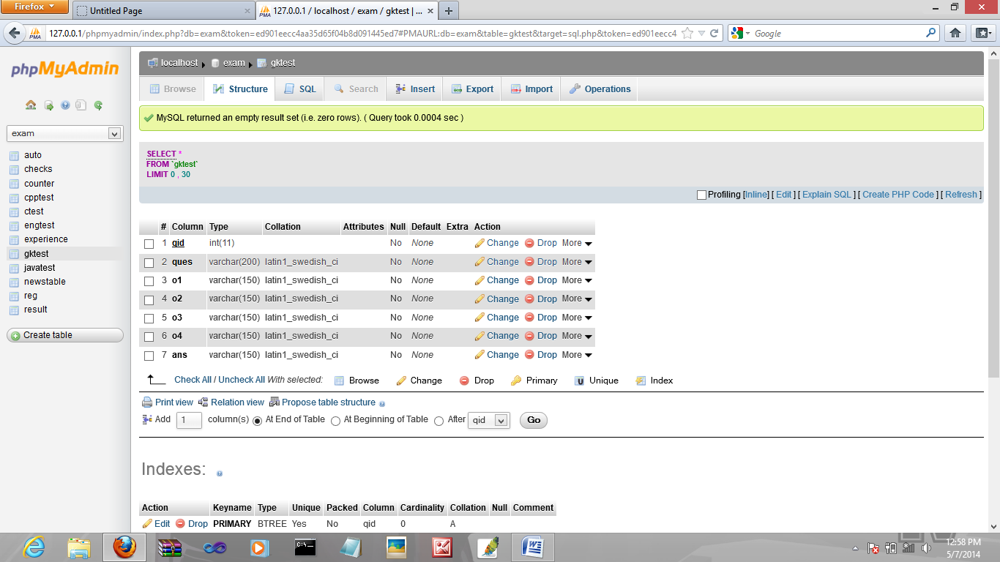 Firefox
Untitled Page
127.0.0.1 / localhost / exam / gktest | ...
127.0.0.1/phpmyadmin/index.php?db=exam&token=ed901eecc4aa35d65f04b8d091445ed7#PMAURL:db=exam&table=gktest&target=sql.php&token=ed901eecc4
Google
phpMyAdmin
exam
auto
checks
counter
cpptest
ctest
engtest
experience
gktest
javatest
newstable
reg
result
Create table
localhost exam gktest
Browse Structure SQL Search Insert Export Import Operations
MySQL returned an empty result set (i.e. zero rows). ( Query took 0.0004 sec )
SELECT *
FROM `gktest`
LIMIT 0 , 30
Profiling [Inline] [ Edit ] [ Explain SQL ] [ Create PHP Code ] [ Refresh ]
# Column Type Collation Attributes Null Default Extra Action
1 qid int(11) No None Change Drop More
2 ques varchar(200) latin1_swedish_ci No None Change Drop More
3 o1 varchar(150) latin1_swedish_ci No None Change Drop More
4 o2 varchar(150) latin1_swedish_ci No None Change Drop More
5 o3 varchar(150) latin1_swedish_ci No None Change Drop More
6 o4 varchar(150) latin1_swedish_ci No None Change Drop More
7 ans varchar(150) latin1_swedish_ci No None Change Drop More
Check All / Uncheck All With selected: Browse Change Drop Primary Unique Index
Print view Relation view Propose table structure
Add 1 column(s) At End of Table At Beginning of Table After qid Go
Indexes:
Action Keyname Type Unique Packed Column Cardinality Collation Null Comment
Edit Drop PRIMARY BTREE Yes No qid 0 A
12:58 PM
5/7/2014